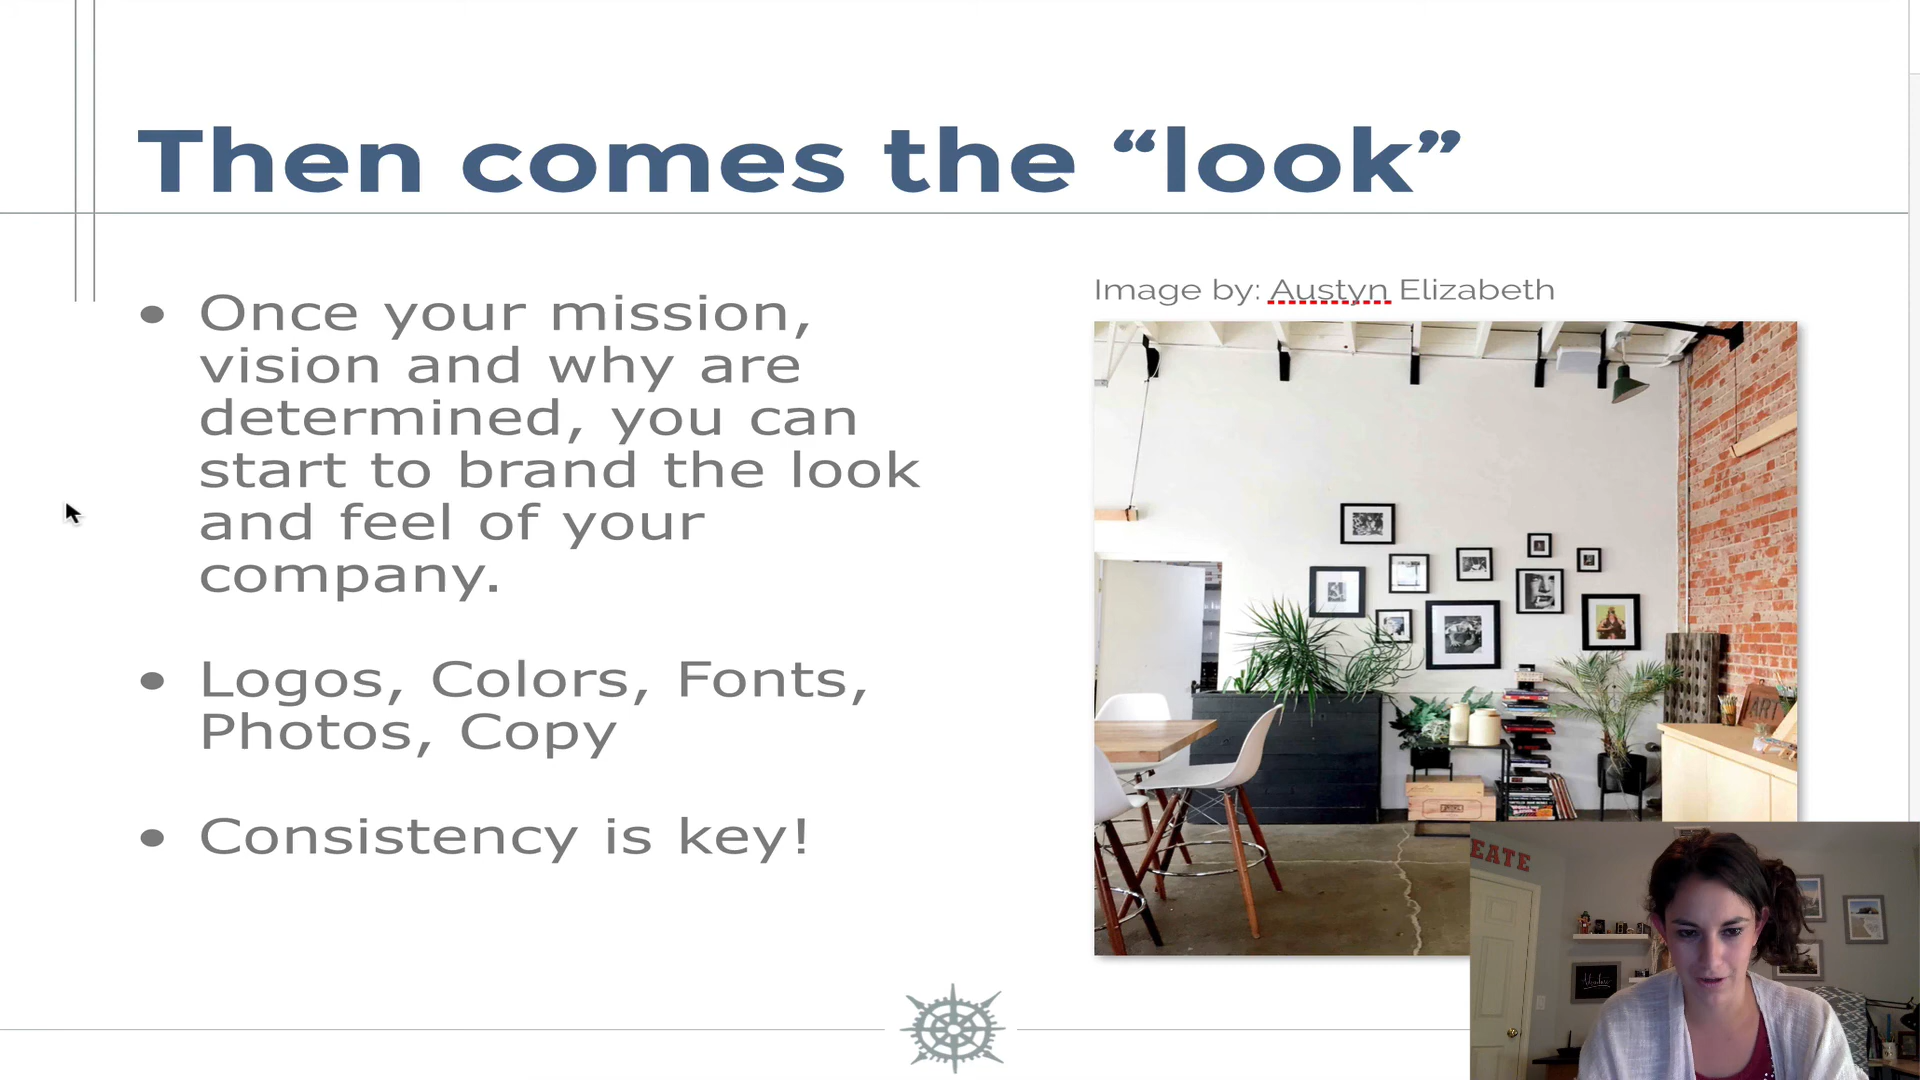 Then comes the “look”
Image by: Austyn Elizabeth
• Once your mission,
vision and why are
determined, you can
start to brand the look
and feel of your
company.
• Logos, Colors, Fonts,
Photos, Copy
• Consistency is key!
ART
EATE